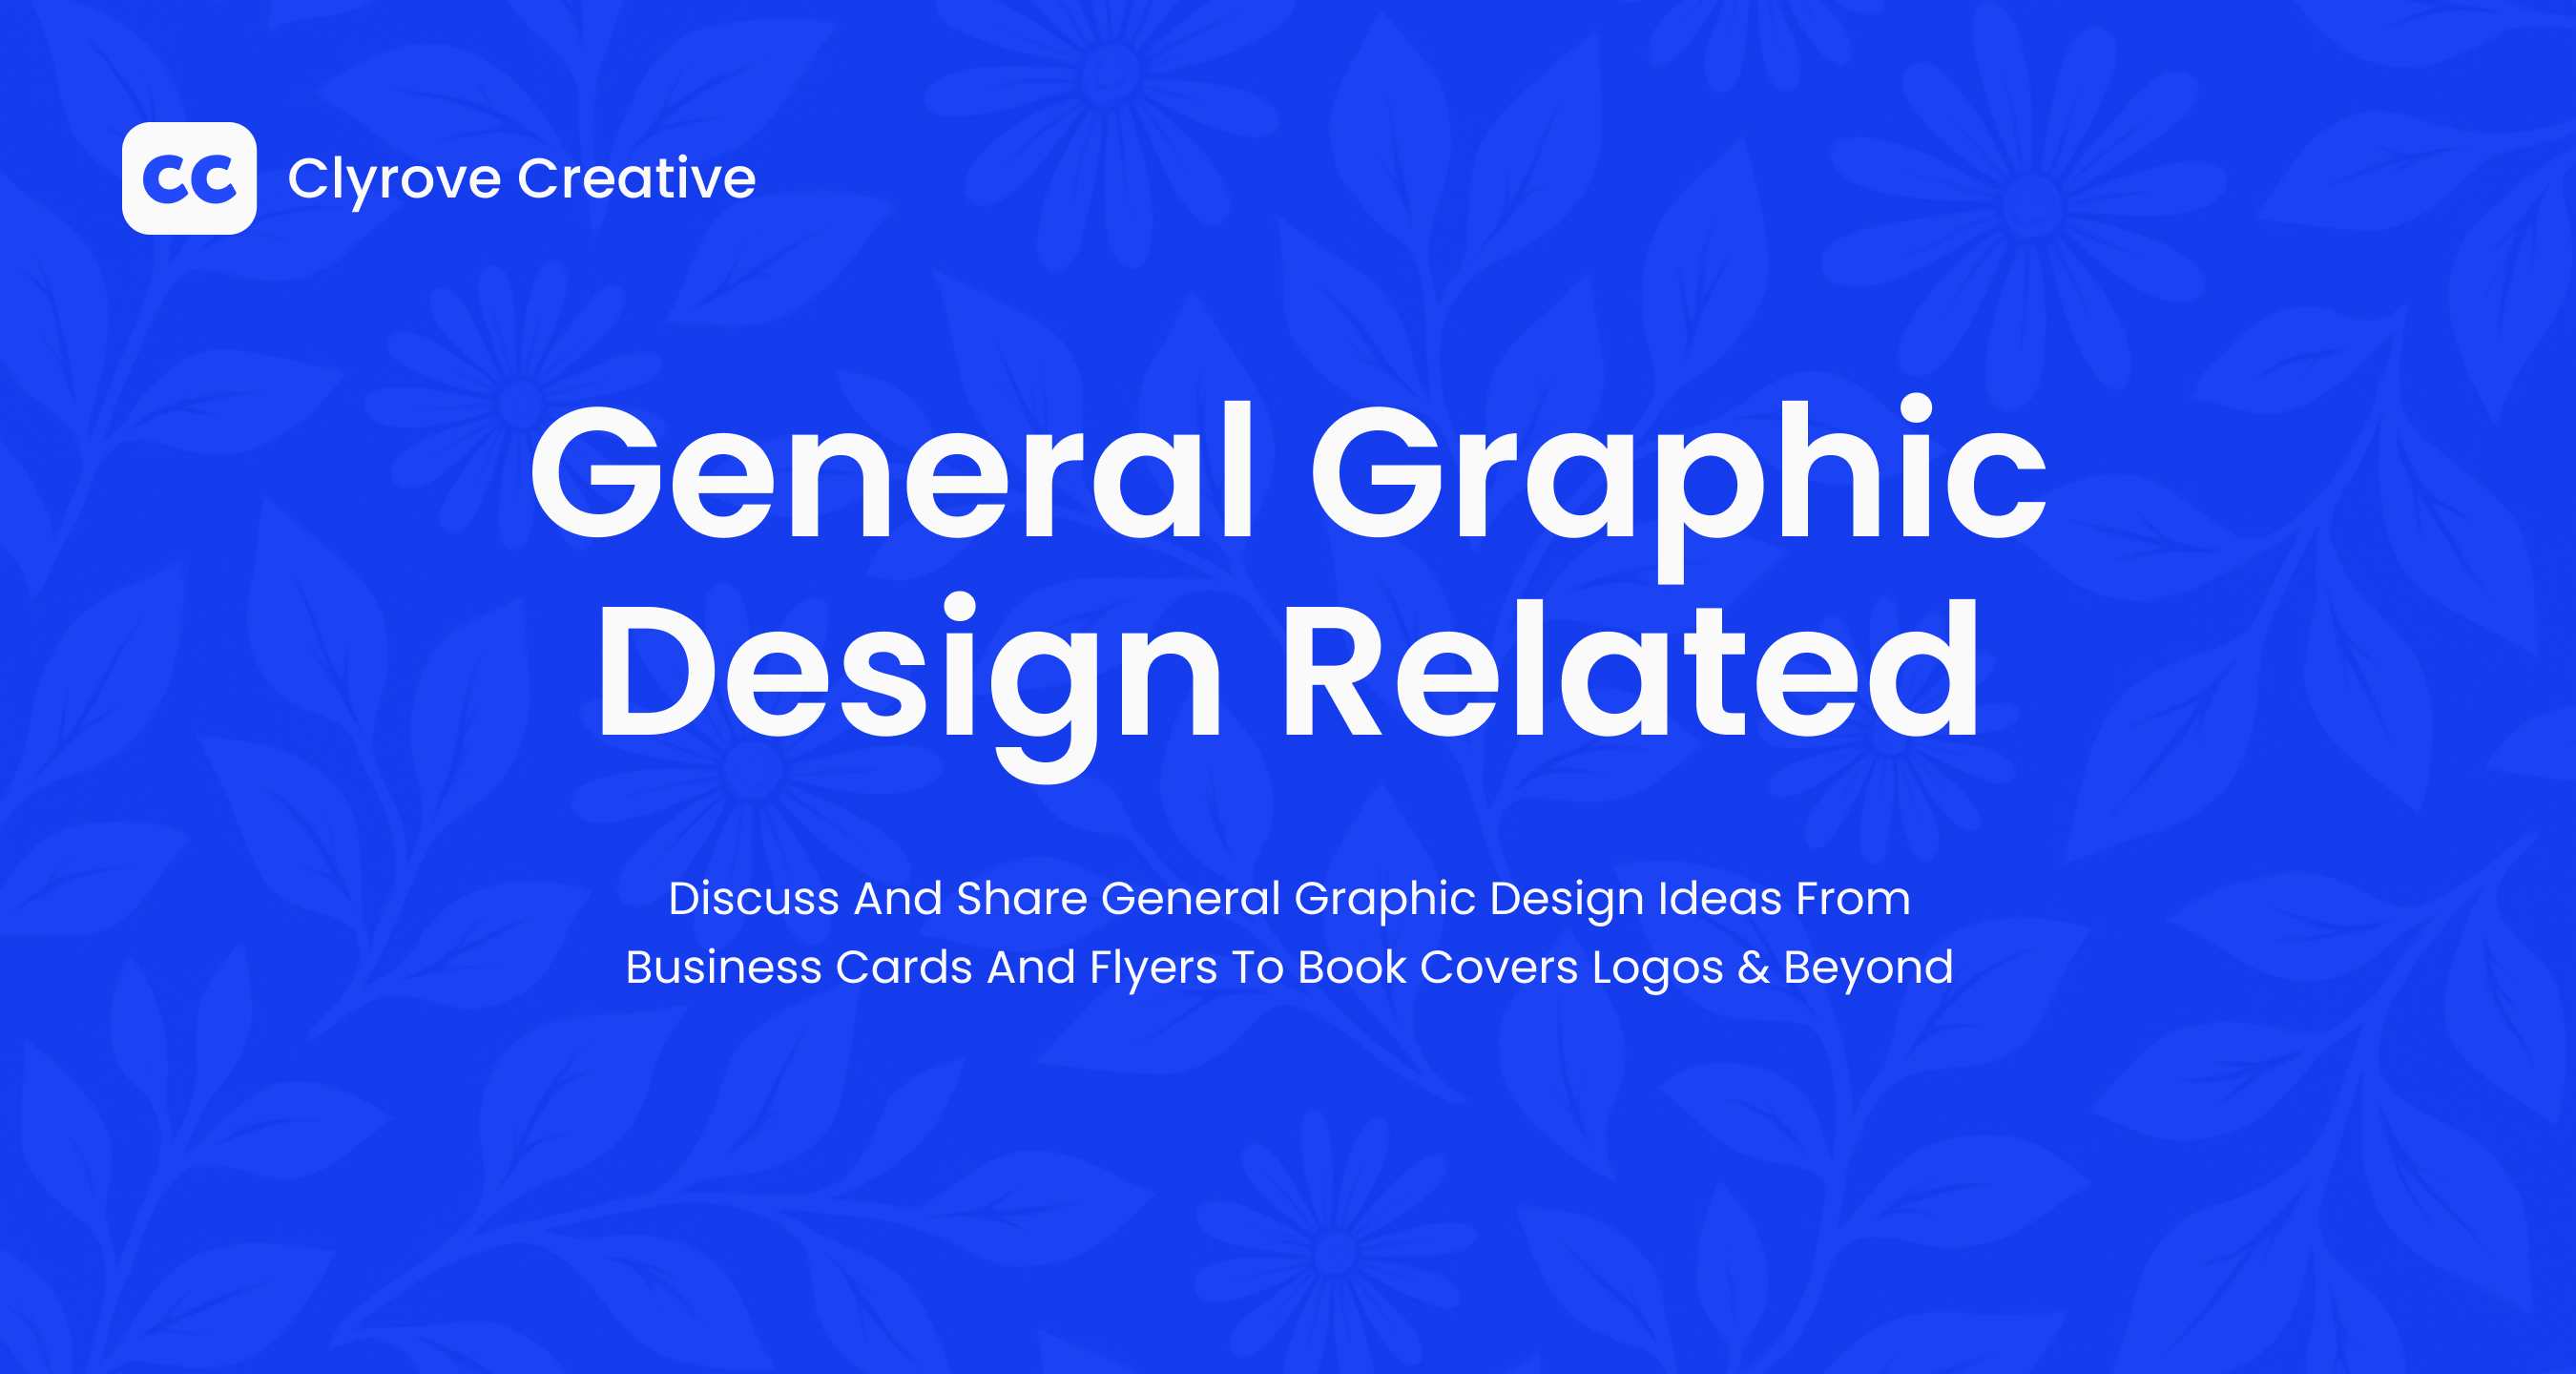 CC
Clyrove Creative
General Graphic
Design Related
Discuss And Share General Graphic Design Ideas From
Business Cards And Flyers To Book Covers Logos & Beyond